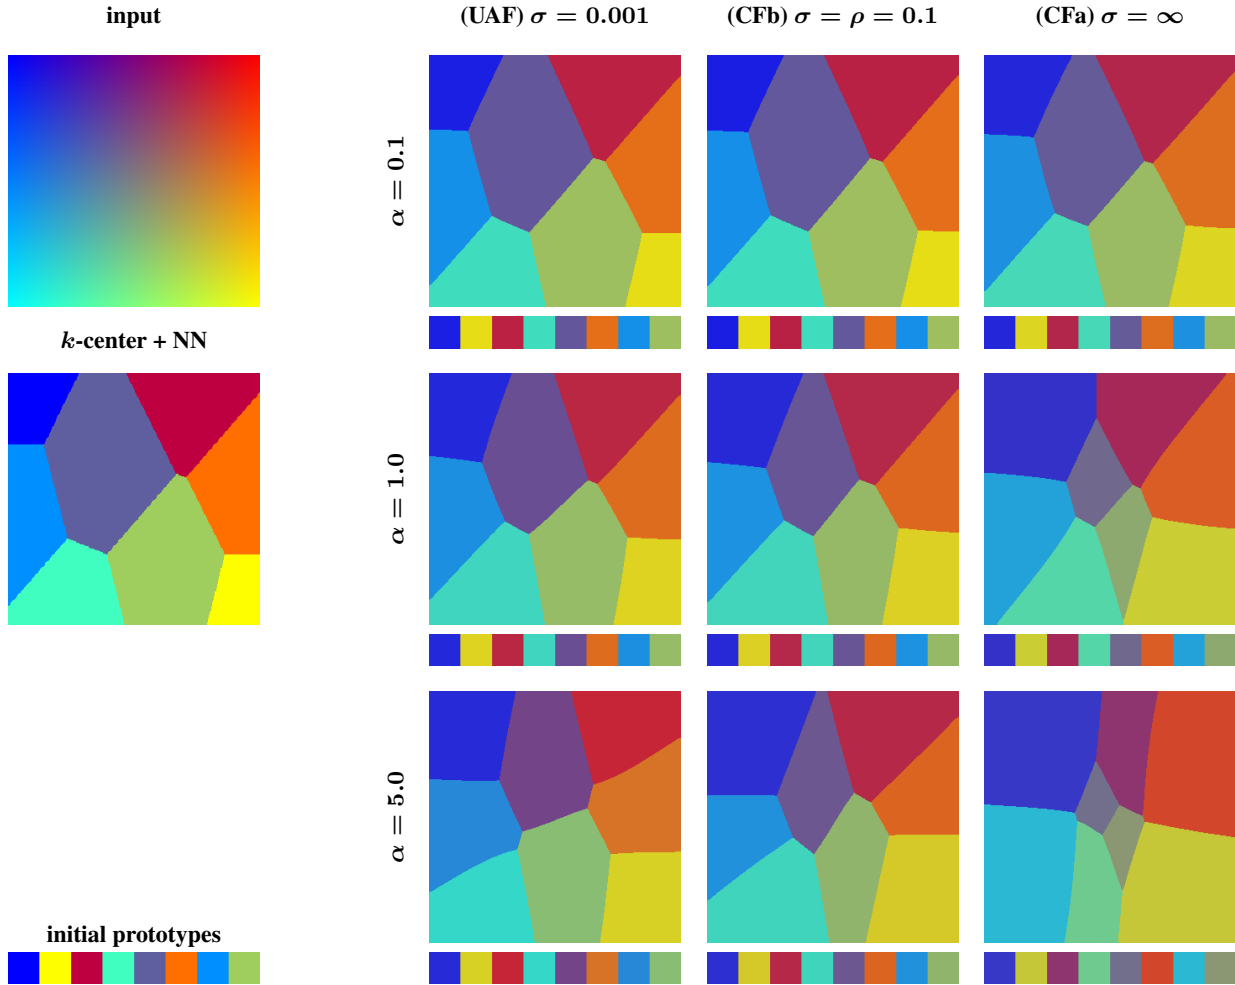 input
(UAF) σ = 0.001
(CFb) σ = ρ = 0.1
(CFa) σ = ∞
α = 0.1
k-center + NN
α = 1.0
α = 5.0
initial prototypes